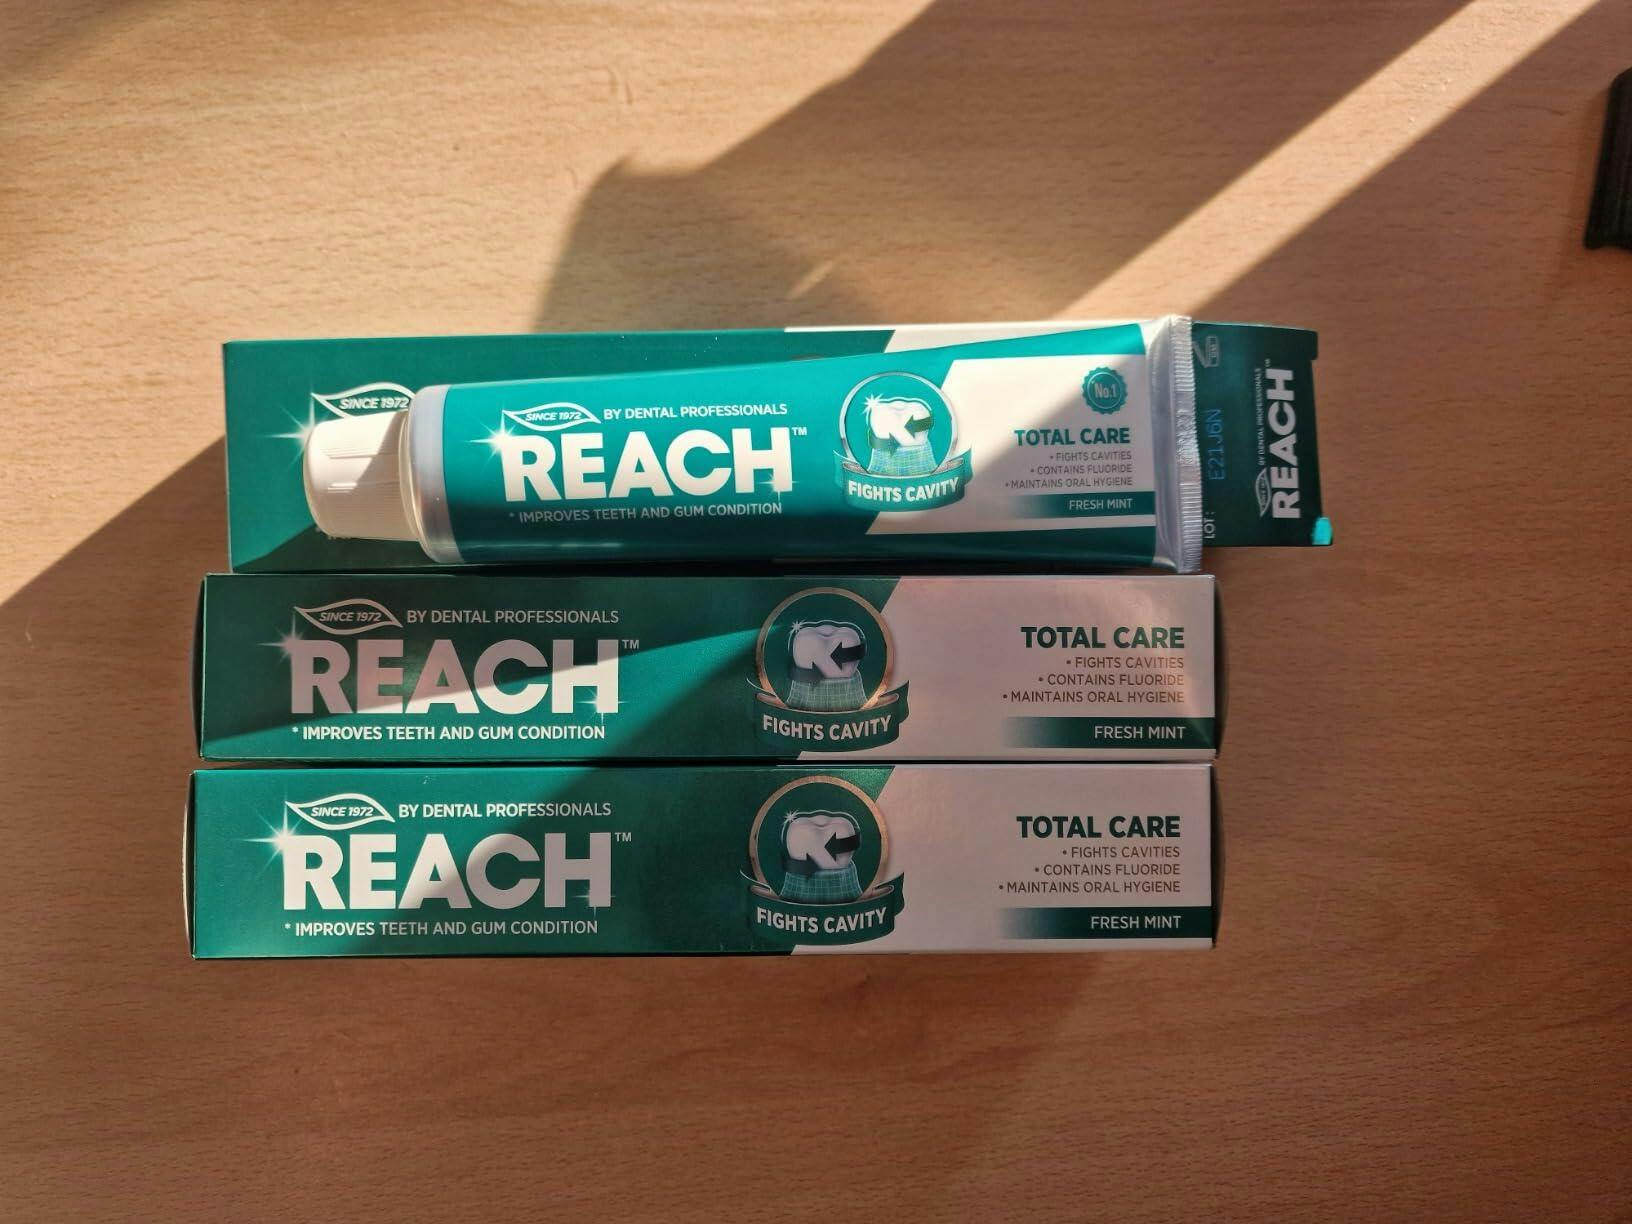 SINCE 1972
SINCE 1972 BY DENTAL PROFESSIONALS
REACH™
* IMPROVES TEETH AND GUM CONDITION
FIGHTS CAVITY
No.1
TOTAL CARE
• FIGHTS CAVITIES
• CONTAINS FLUORIDE
• MAINTAINS ORAL HYGIENE
FRESH MINT
LOT: E21J6N
BY DENTAL PROFESSIONALS
REACH™
SINCE 1972 BY DENTAL PROFESSIONALS
REACH™
* IMPROVES TEETH AND GUM CONDITION
FIGHTS CAVITY
TOTAL CARE
• FIGHTS CAVITIES
• CONTAINS FLUORIDE
• MAINTAINS ORAL HYGIENE
FRESH MINT
SINCE 1972 BY DENTAL PROFESSIONALS
REACH™
* IMPROVES TEETH AND GUM CONDITION
FIGHTS CAVITY
TOTAL CARE
• FIGHTS CAVITIES
• CONTAINS FLUORIDE
• MAINTAINS ORAL HYGIENE
FRESH MINT